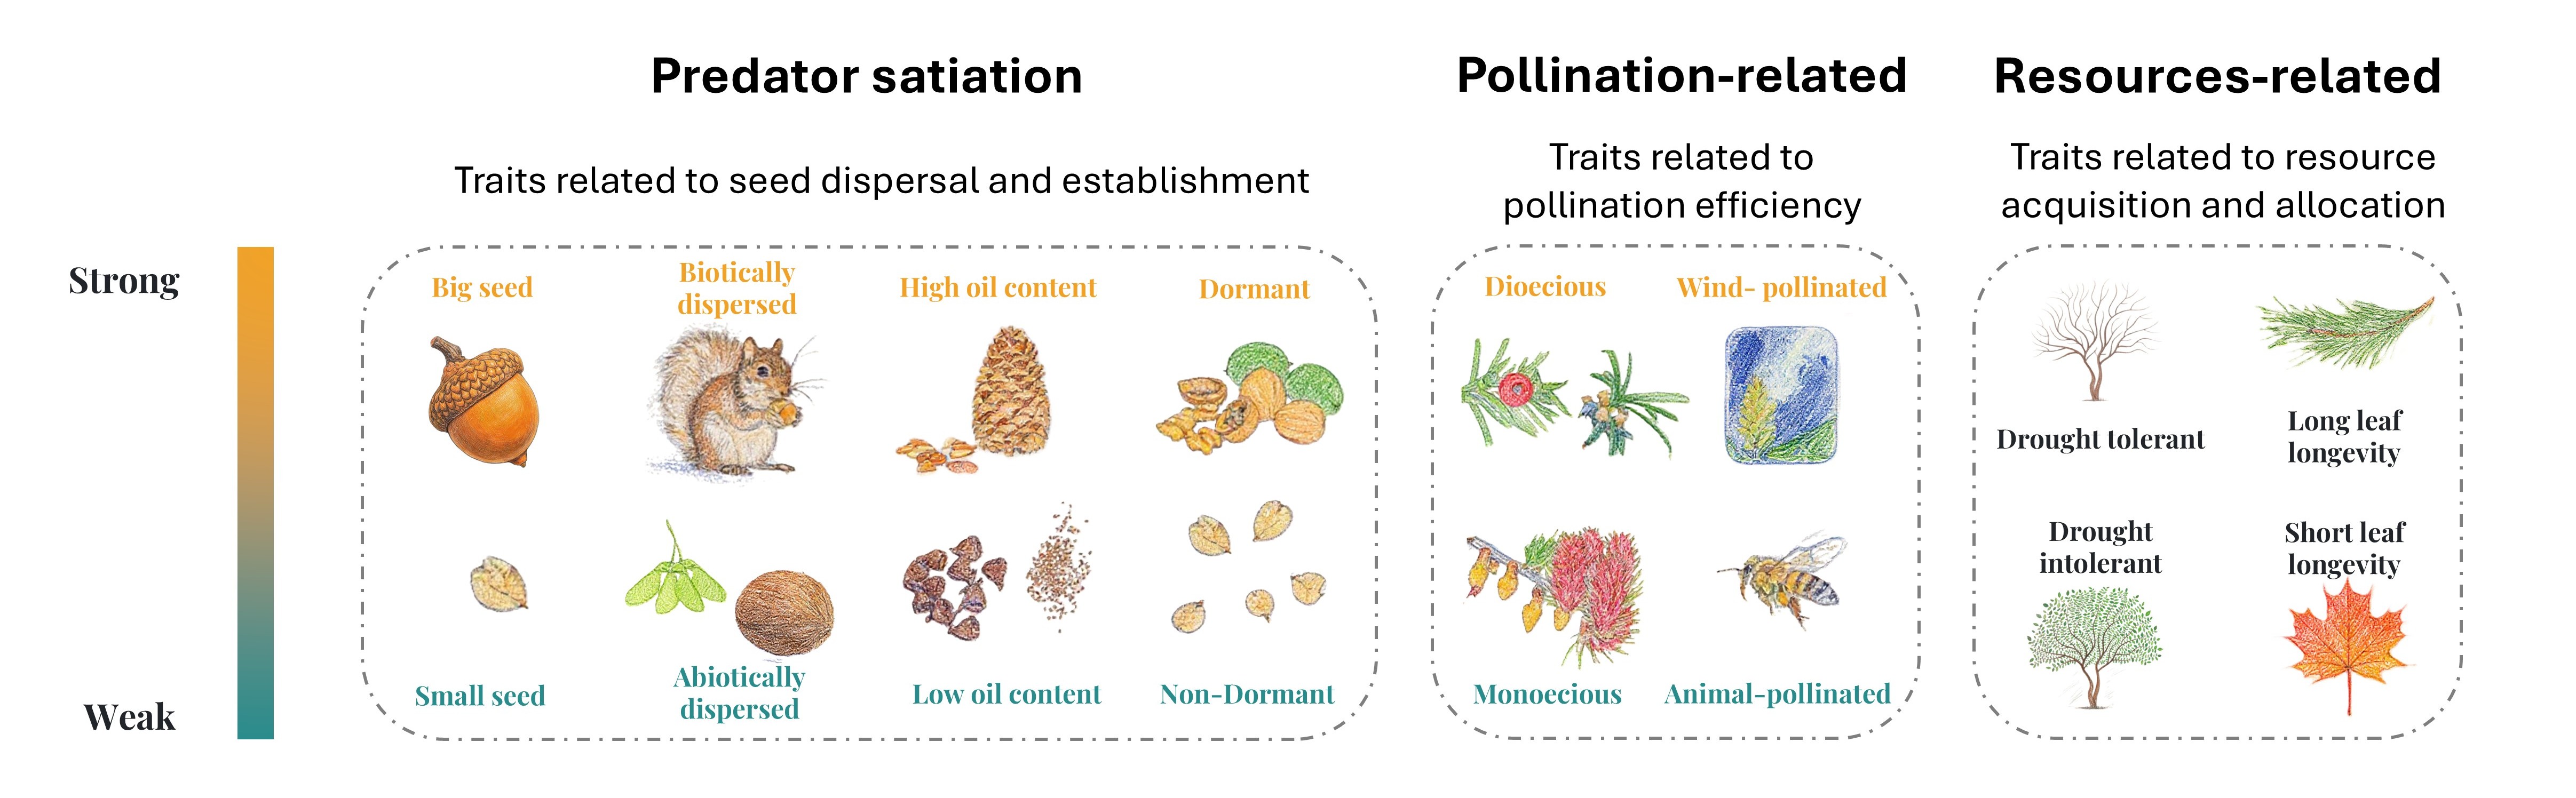 Predator satiation
Pollination-related
Resources-related
Traits related to seed dispersal and establishment
Traits related to
pollination efficiency
Traits related to resource
acquisition and allocation
Strong
Weak
Big seed
Biotically
dispersed
High oil content
Dormant
Small seed
Abiotically
dispersed
Low oil content
Non-Dormant
Dioecious
Wind- pollinated
Monoecious
Animal-pollinated
Drought tolerant
Long leaf
longevity
Drought
intolerant
Short leaf
longevity